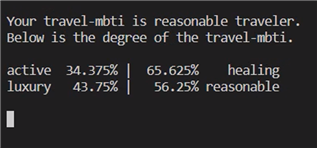 Your travel-mbti is reasonable traveler.
Below is the degree of the travel-mbti.
active 34.375% | 65.625% healing
luxury 43.75% | 56.25% reasonable